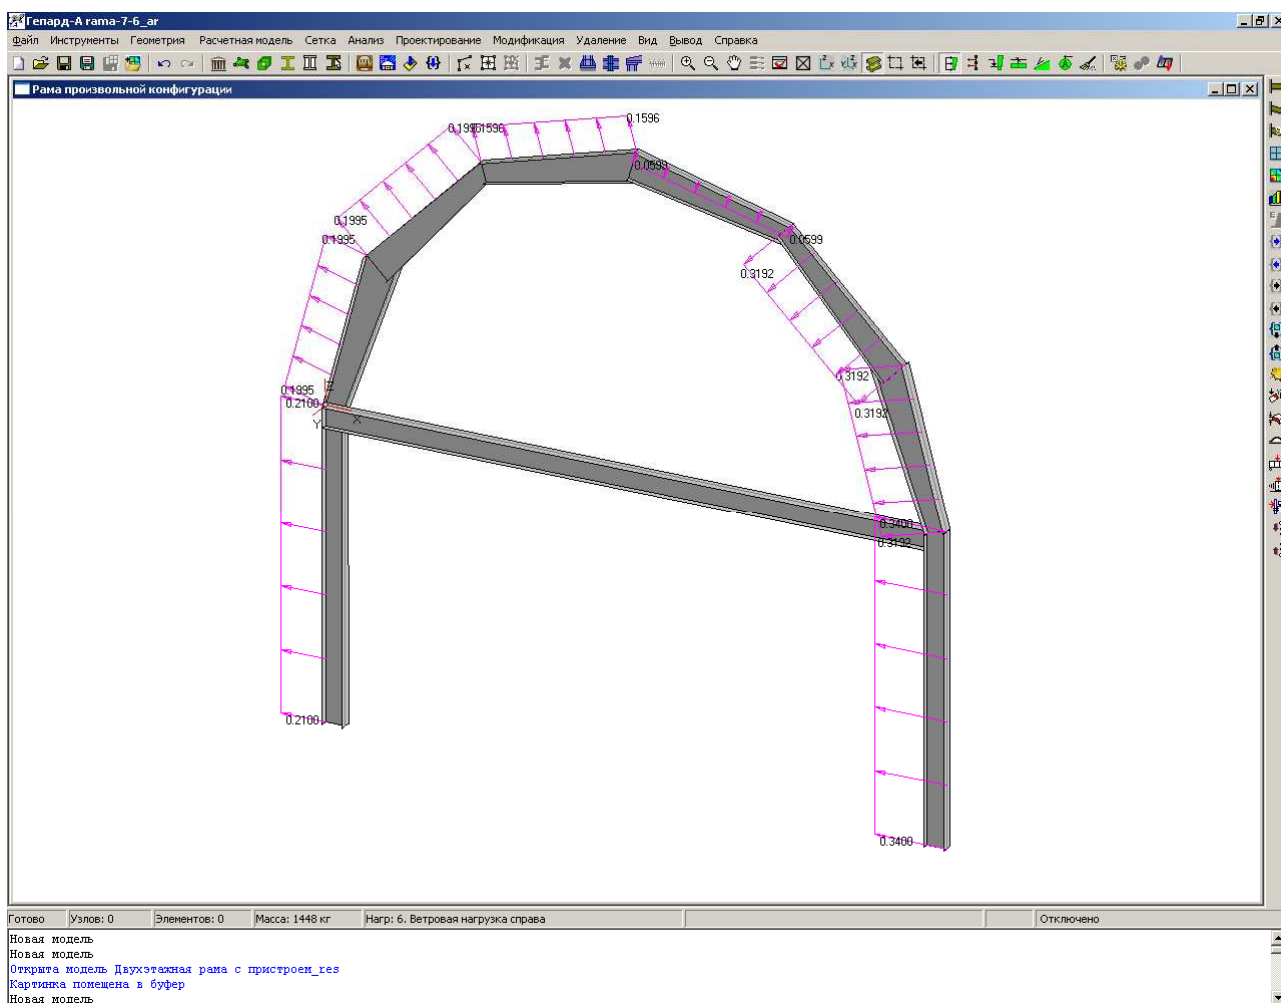 Гепард-А rama-7-6_ar
Файл Инструменты Геометрия Расчетная модель Сетка Анализ Проектирование Модификация Удаление Вид Вывод Справка
Рама произвольной конфигурации
0.1596
0.1995 0.1596
0.0599
0.1995
0.1995
0.0599
0.3192
0.3192
0.1995
0.2100
Z
X
Y
0.3192
0.3400
0.3192
0.2100
0.3400
Готово Узлов: 0 Элементов: 0 Масса: 1448 кг Нагр: 6. Ветровая нагрузка справа Отключено
Новая модель
Новая модель
Открыта модель Двухэтажная рама с пристроем_res
Картинка помещена в буфер
Новая модель